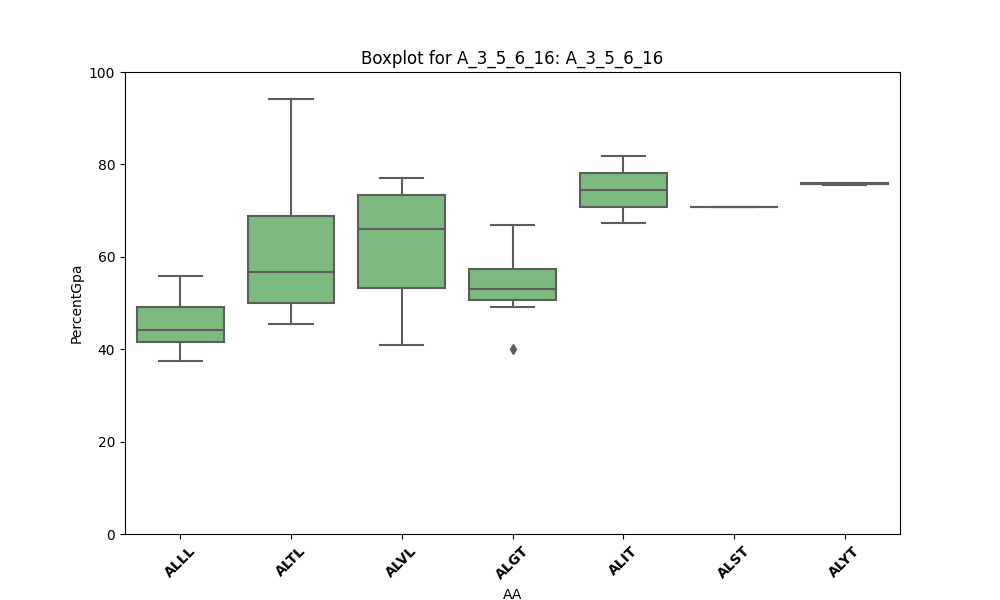 Boxplot for A_3_5_6_16: A_3_5_6_16
100
80
60
40
20
0
PercentGpa
ALLL
ALTL
ALVL
ALGT
ALIT
ALST
ALYT
AA